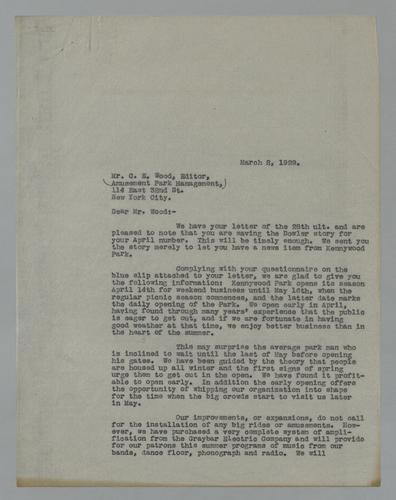 March 2, 1929.
Mr. C. E. Wood, Editor,
(Amusement Park Management,)
114 East 32nd St.
New York City.
Dear Mr. Wood:-
We have your letter of the 28th ult. and are
pleased to note that you are saving the Dowler story for
your April number. This will be timely enough. We sent you
the story merely to let you have a news item from Kennywood
Park.
Complying with your questionnaire on the
blue slip attached to your letter, we are glad to give you
the following information: Kennywood Park opens its season
April 14th for weekend business until May 16th, when the
regular picnic season commences, and the latter date marks
the daily opening of the Park. We open early in April,
having found through many years' experience that the public
is eager to get out, and if we are fortunate in having
good weather at that time, we enjoy better business than in
the heart of the summer.
This may surprise the average park man who
is inclined to wait until the last of May before opening
his gates. We have been guided by the theory that people
are housed up all winter and the first signs of spring
urge them to get out in the open. We have found it profit-
able to open early. In addition the early opening offers
the opportunity of whipping our organization into shape
for the time when the big crowds start to visit us later
in May.
Our improvements, or expansions, do not call
for the installation of any big rides or amusements. How-
ever, we have purchased a very complete system of ampli-
fication from the Graybar Electric Company and will provide
for our patrons this summer programs of music from our
bands, dance floor, phonograph and radio. We will